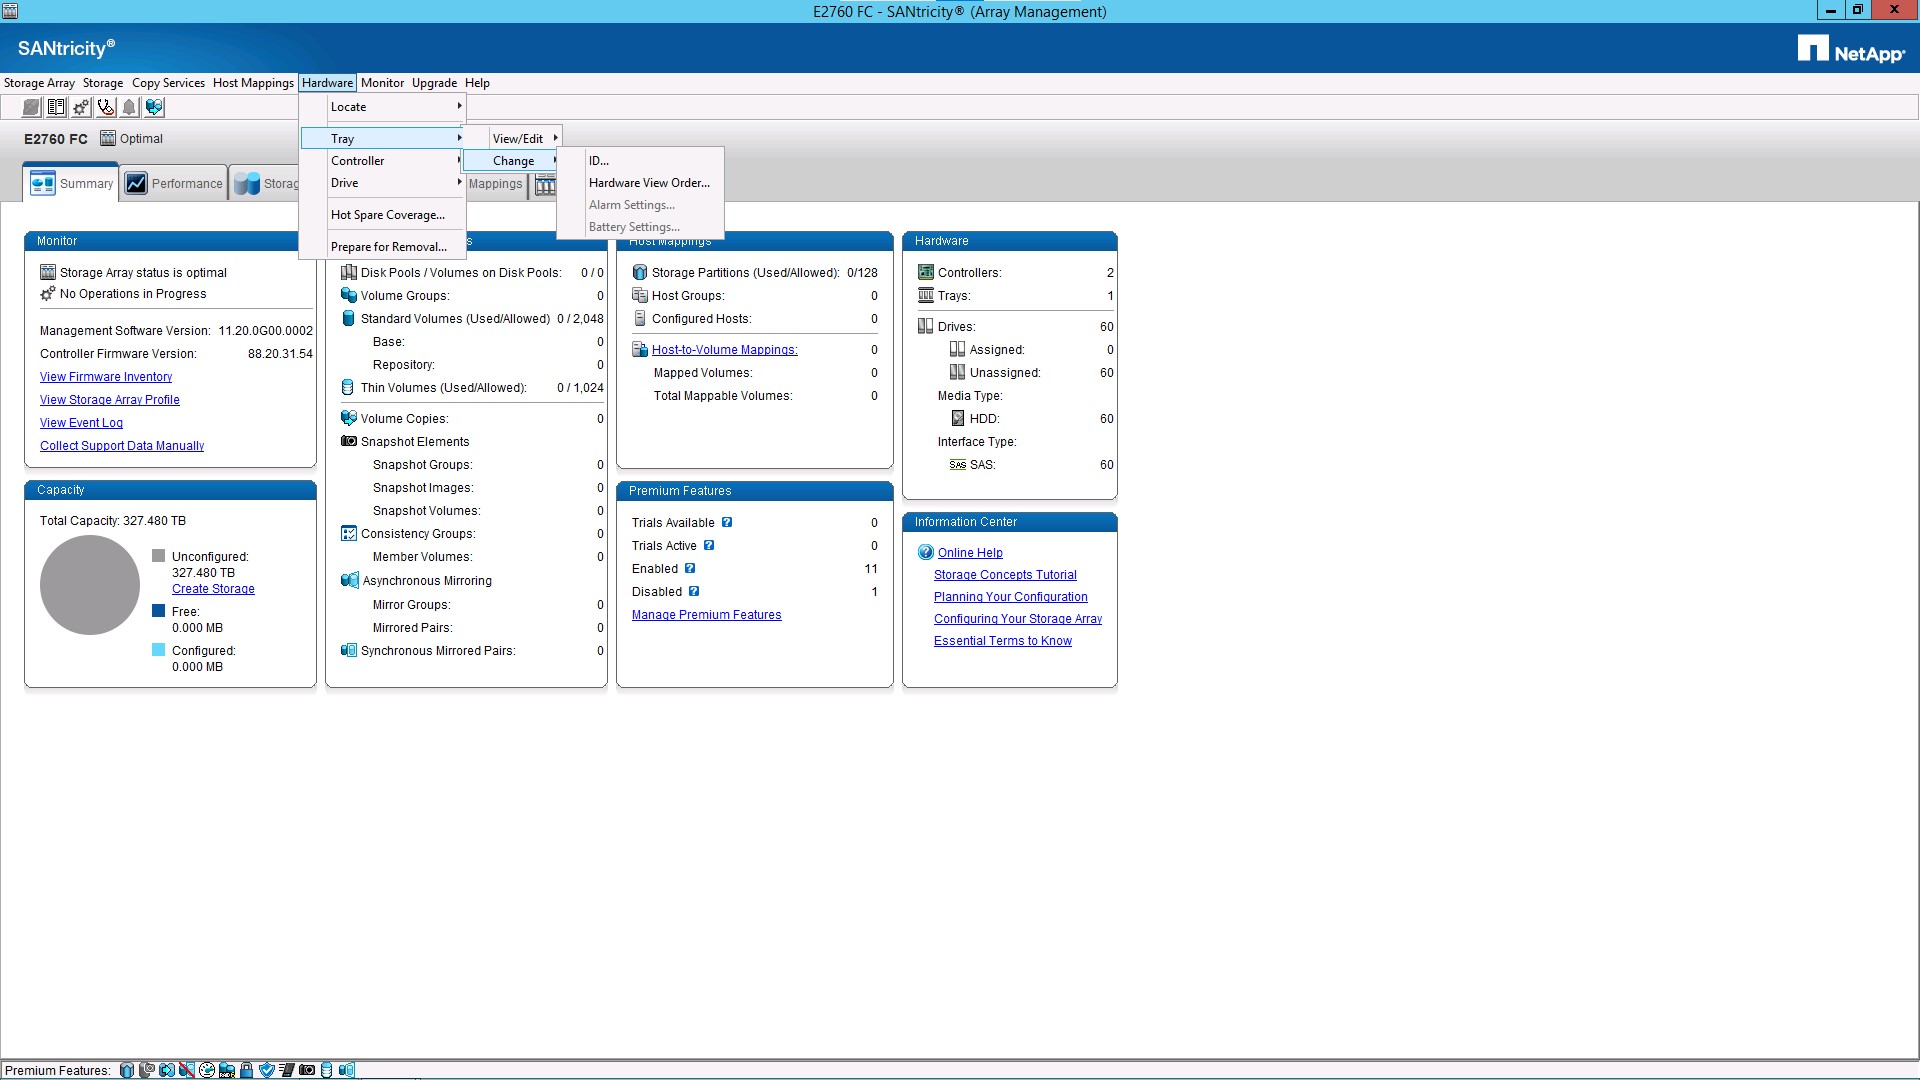 E2760 FC - SANtricity® (Array Management)
SANtricity®
NetApp®
Storage Array Storage Copy Services Host Mappings Hardware Monitor Upgrade Help
Locate
Tray
Controller
Drive
Hot Spare Coverage...
Prepare for Removal...
View/Edit
Change
ID...
Hardware View Order...
Alarm Settings...
Battery Settings...
E2760 FC Optimal
Summary Performance Storag Mappings
Monitor
Storage Array status is optimal
No Operations in Progress
Management Software Version: 11.20.0G00.0002
Controller Firmware Version: 88.20.31.54
View Firmware Inventory
View Storage Array Profile
View Event Log
Collect Support Data Manually
Capacity
Total Capacity: 327.480 TB
Unconfigured:
327.480 TB
Create Storage
Free:
0.000 MB
Configured:
0.000 MB
Disk Pools / Volumes on Disk Pools: 0 / 0
Volume Groups: 0
Standard Volumes (Used/Allowed) 0 / 2,048
Base: 0
Repository: 0
Thin Volumes (Used/Allowed): 0 / 1,024
Volume Copies: 0
Snapshot Elements
Snapshot Groups: 0
Snapshot Images: 0
Snapshot Volumes: 0
Consistency Groups: 0
Member Volumes: 0
Asynchronous Mirroring
Mirror Groups: 0
Mirrored Pairs: 0
Synchronous Mirrored Pairs: 0
Host Mappings
Storage Partitions (Used/Allowed): 0/128
Host Groups: 0
Configured Hosts: 0
Host-to-Volume Mappings: 0
Mapped Volumes: 0
Total Mappable Volumes: 0
Premium Features
Trials Available ? 0
Trials Active ? 0
Enabled ? 11
Disabled ? 1
Manage Premium Features
Hardware
Controllers: 2
Trays: 1
Drives: 60
Assigned: 0
Unassigned: 60
Media Type:
HDD: 60
Interface Type:
SAS SAS: 60
Information Center
? Online Help
Storage Concepts Tutorial
Planning Your Configuration
Configuring Your Storage Array
Essential Terms to Know
Premium Features: